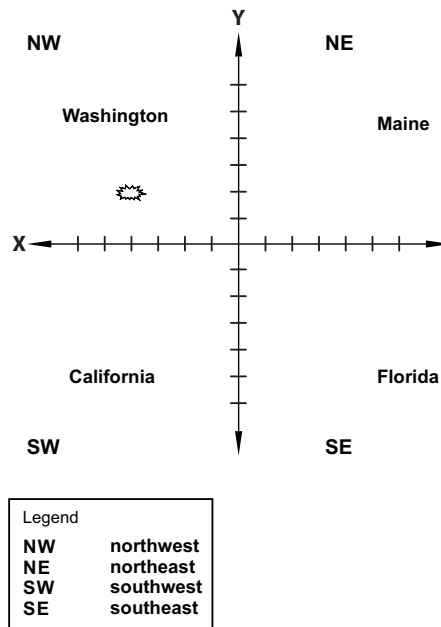 Y
NW NE
Washington
Maine
X
California Florida
SW SE
Legend
NW northwest
NE northeast
SW southwest
SE southeast